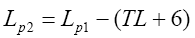 L_{p2} = L_{p1} − (TL + 6)